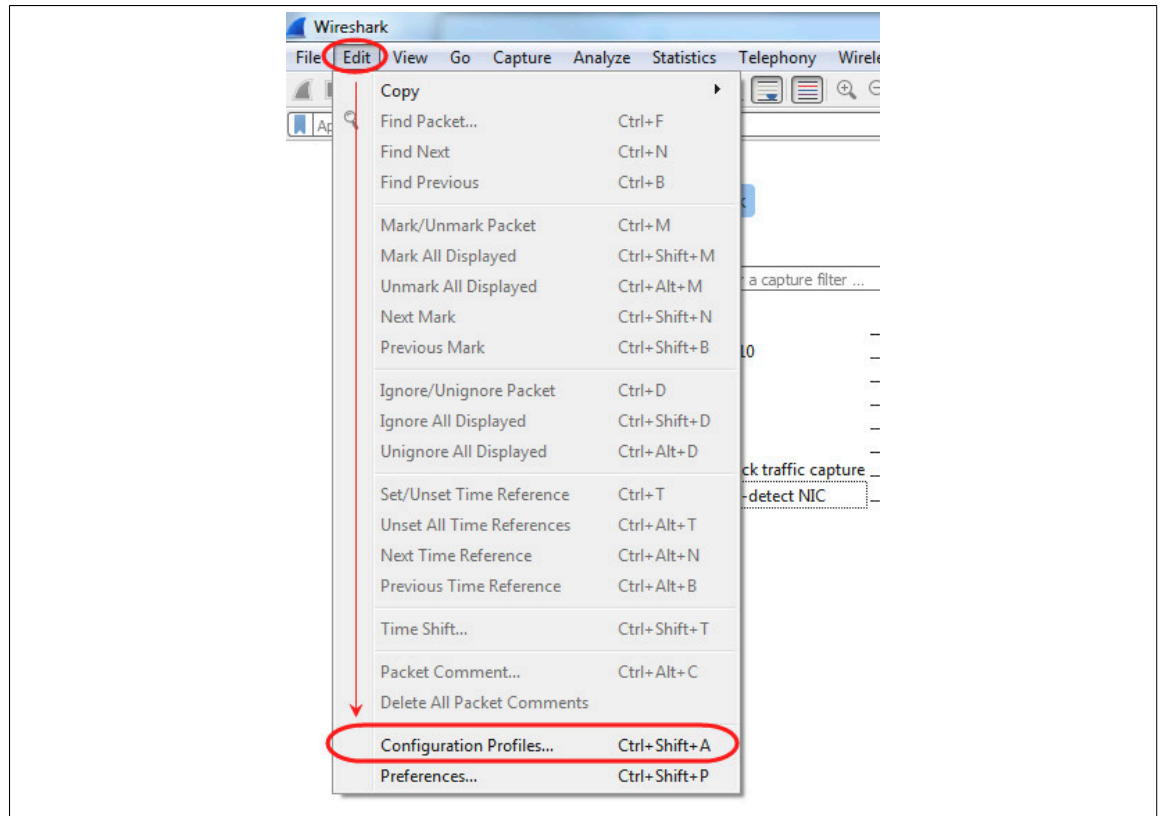 Wireshark
File Edit View Go Capture Analyze Statistics Telephony
Copy
Find Packet... Ctrl+F
Find Next Ctrl+N
Find Previous Ctrl+B
Mark/Unmark Packet Ctrl+M
Mark All Displayed Ctrl+Shift+M
Unmark All Displayed Ctrl+Alt+M
a capture filter ...
Next Mark Ctrl+Shift+N
Previous Mark Ctrl+Shift+B
10
Ignore/Unignore Packet Ctrl+D
Ignore All Displayed Ctrl+Shift+D
Unignore All Displayed Ctrl+Alt+D
ck traffic capture
Set/Unset Time Reference Ctrl+T
-detect NIC
Unset All Time References Ctrl+Alt+T
Next Time Reference Ctrl+Alt+N
Previous Time Reference Ctrl+Alt+B
Time Shift... Ctrl+Shift+T
Packet Comment... Ctrl+Alt+C
Delete All Packet Comments
Configuration Profiles... Ctrl+Shift+A
Preferences... Ctrl+Shift+P